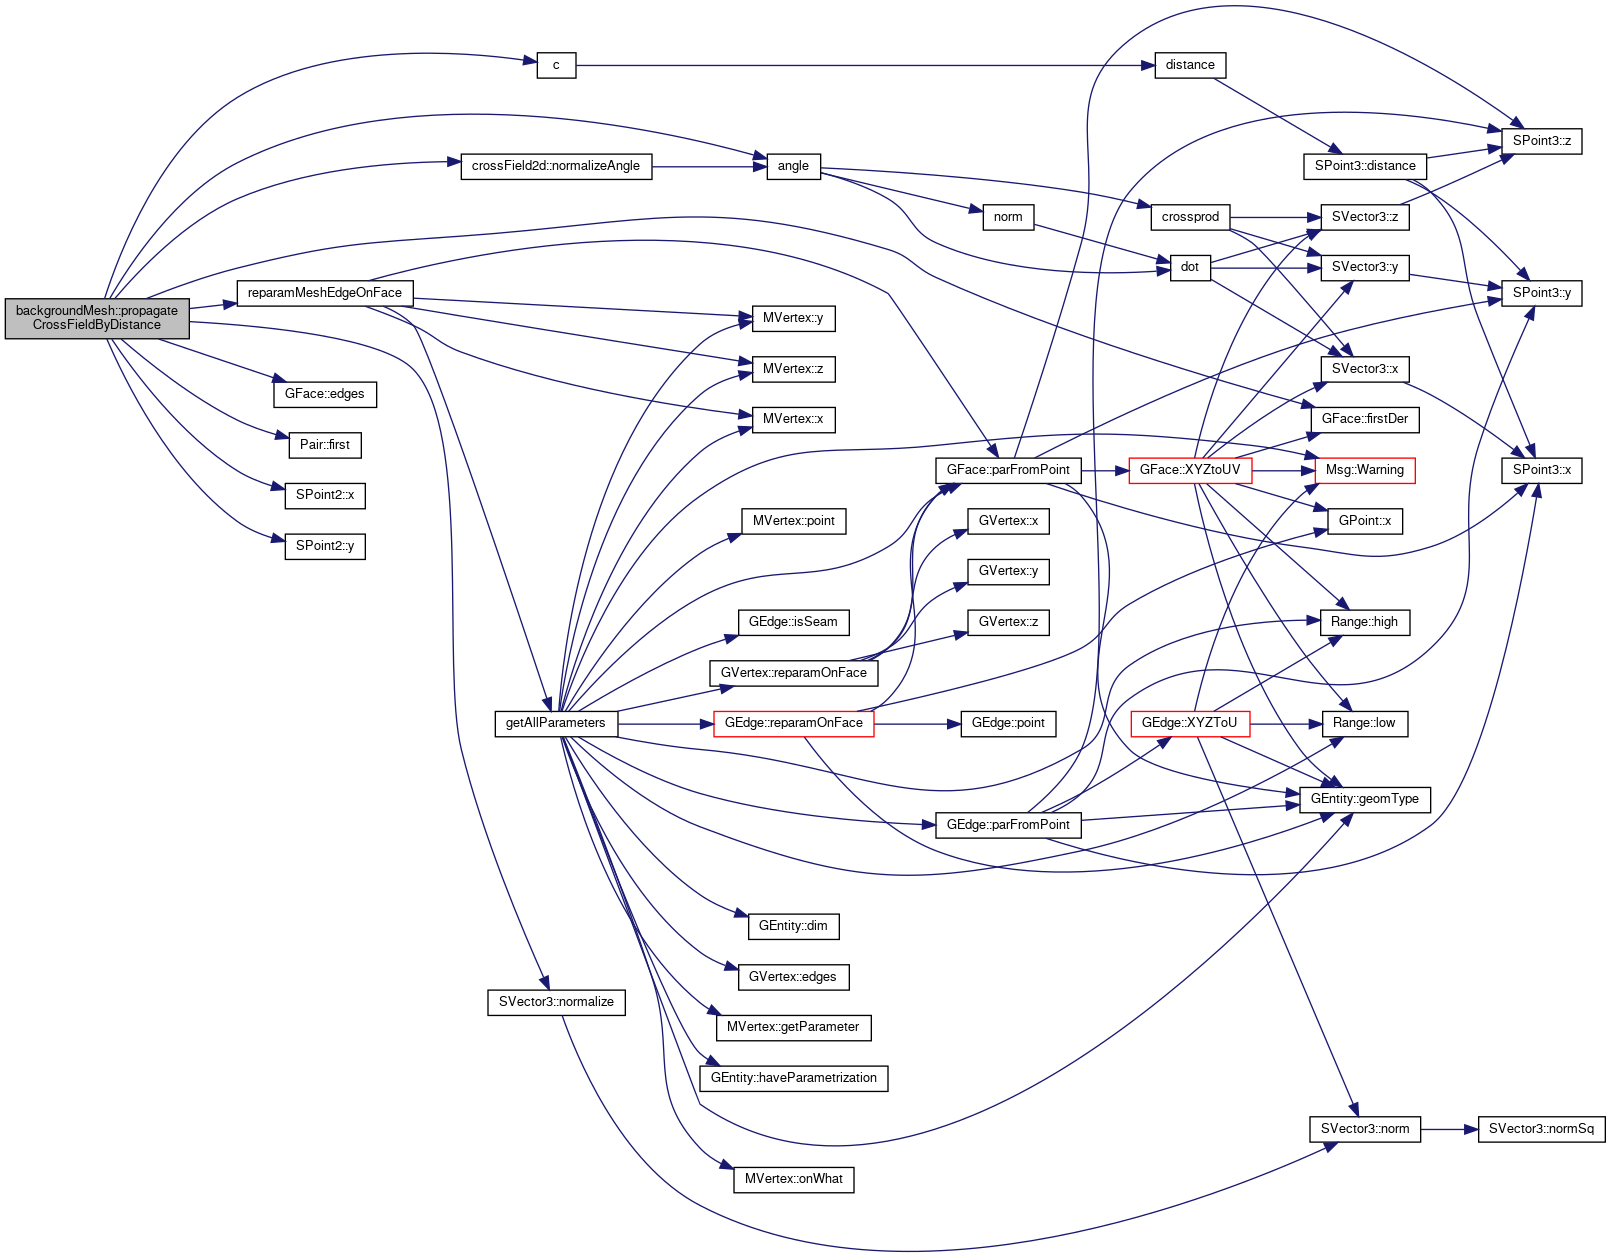 c
distance
SPoint3::z
crossField2d::normalizeAngle
angle
SPoint3::distance
norm
crossprod
SVector3::z
dot
SVector3::y
SPoint3::y
backgroundMesh::propagate
CrossFieldByDistance
reparamMeshEdgeOnFace
MVertex::y
MVertex::z
SVector3::x
GFace::edges
MVertex::x
GFace::firstDer
Pair::first
GFace::parFromPoint
GFace::XYZtoUV
Msg::Warning
SPoint3::x
SPoint2::x
MVertex::point
GVertex::x
GPoint::x
SPoint2::y
GVertex::y
GEdge::isSeam
GVertex::z
Range::high
GVertex::reparamOnFace
getAllParameters
GEdge::reparamOnFace
GEdge::point
GEdge::XYZToU
Range::low
GEntity::geomType
GEdge::parFromPoint
GEntity::dim
GVertex::edges
SVector3::normalize
MVertex::getParameter
GEntity::haveParametrization
SVector3::norm
SVector3::normSq
MVertex::onWhat